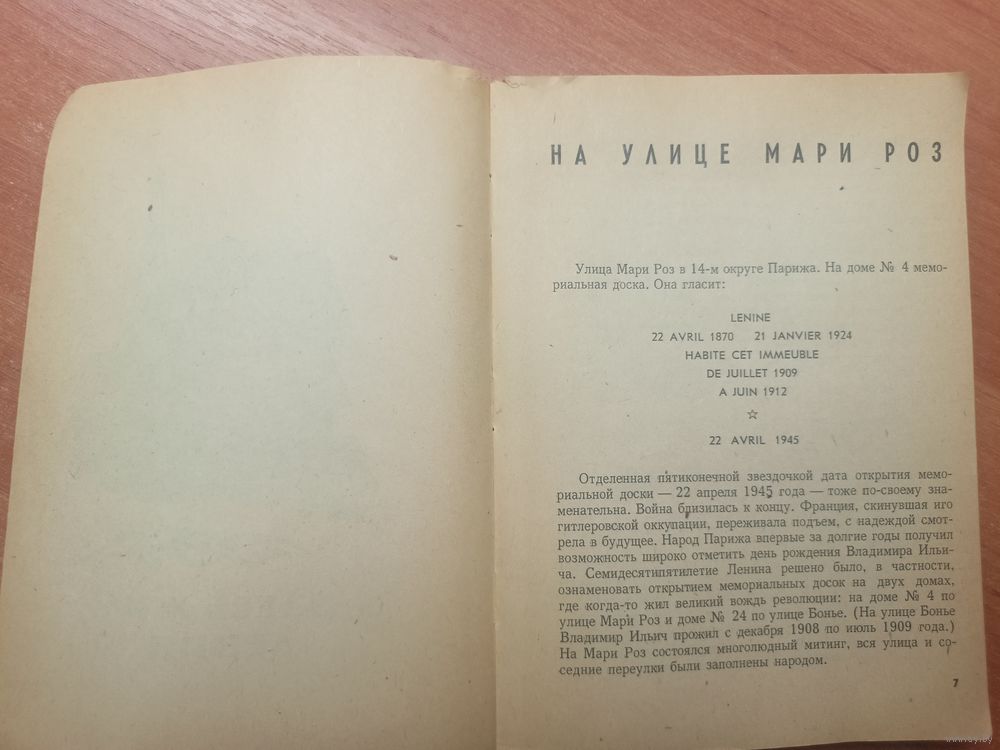 НА УЛИЦЕ МАРИ РОЗ
Улица Мари Роз в 14-м округе Парижа. На доме № 4 мемо-
риальная доска. Она гласит:
LENINE
22 AVRIL 1870 21 JANVIER 1924
HABITE CET IMMEUBLE
DE JUILLET 1909
A JUIN 1912
☆
22 AVRIL 1945
Отделенная пятиконечной звездочкой дата открытия мемо-
риальной доски — 22 апреля 1945 года — тоже по-своему зна-
менательна. Война близилась к концу. Франция, скинувшая иго
гитлеровской оккупации, переживала подъем, с надеждой смот-
рела в будущее. Народ Парижа впервые за долгие годы получил
возможность широко отметить день рождения Владимира Ильи-
ча. Семидесятипятилетие Ленина решено было, в частности,
ознаменовать открытием мемориальных досок на двух домах,
где когда-то жил великий вождь революции: на доме № 4 по
улице Мари Роз и доме № 24 по улице Бонье. (На улице Бонье
Владимир Ильич прожил с декабря 1908 по июль 1909 года.)
На Мари Роз состоялся многолюдный митинг, вся улица и со-
седние переулки были заполнены народом.
7